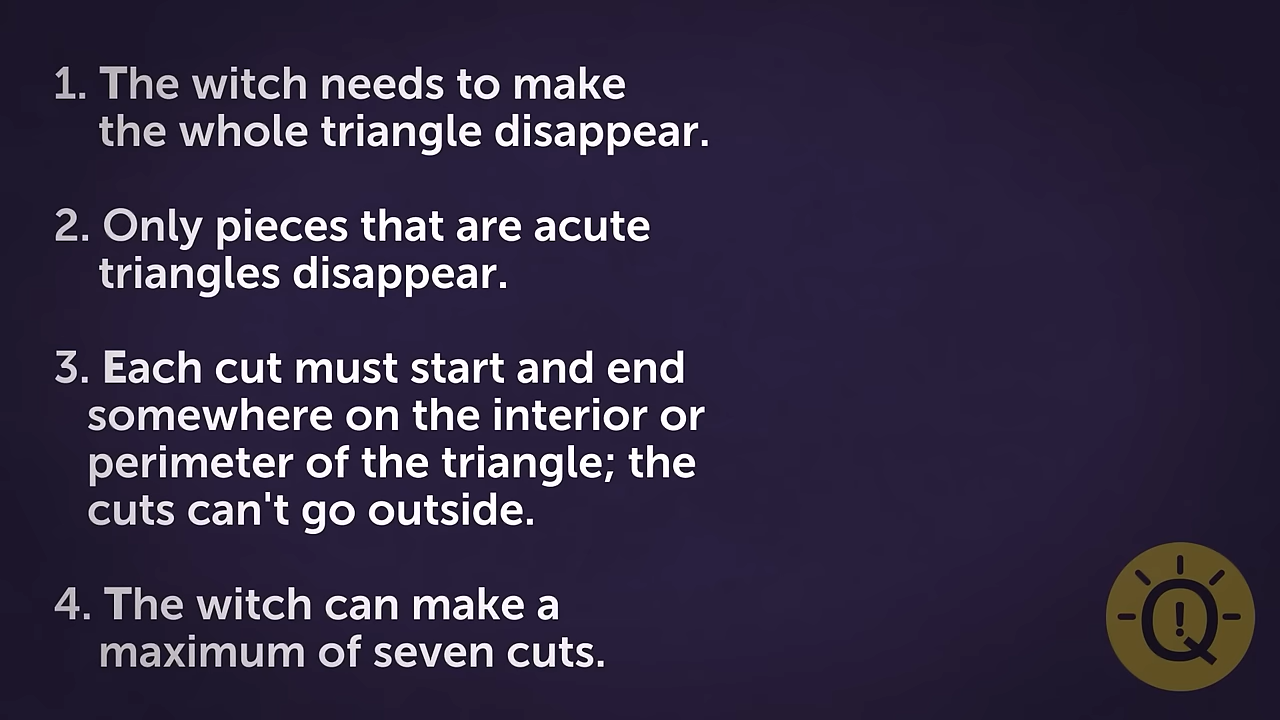 1. The witch needs to make
the whole triangle disappear.
2. Only pieces that are acute
triangles disappear.
3. Each cut must start and end
somewhere on the interior or
perimeter of the triangle; the
cuts can't go outside.
4. The witch can make a
maximum of seven cuts.
Q!